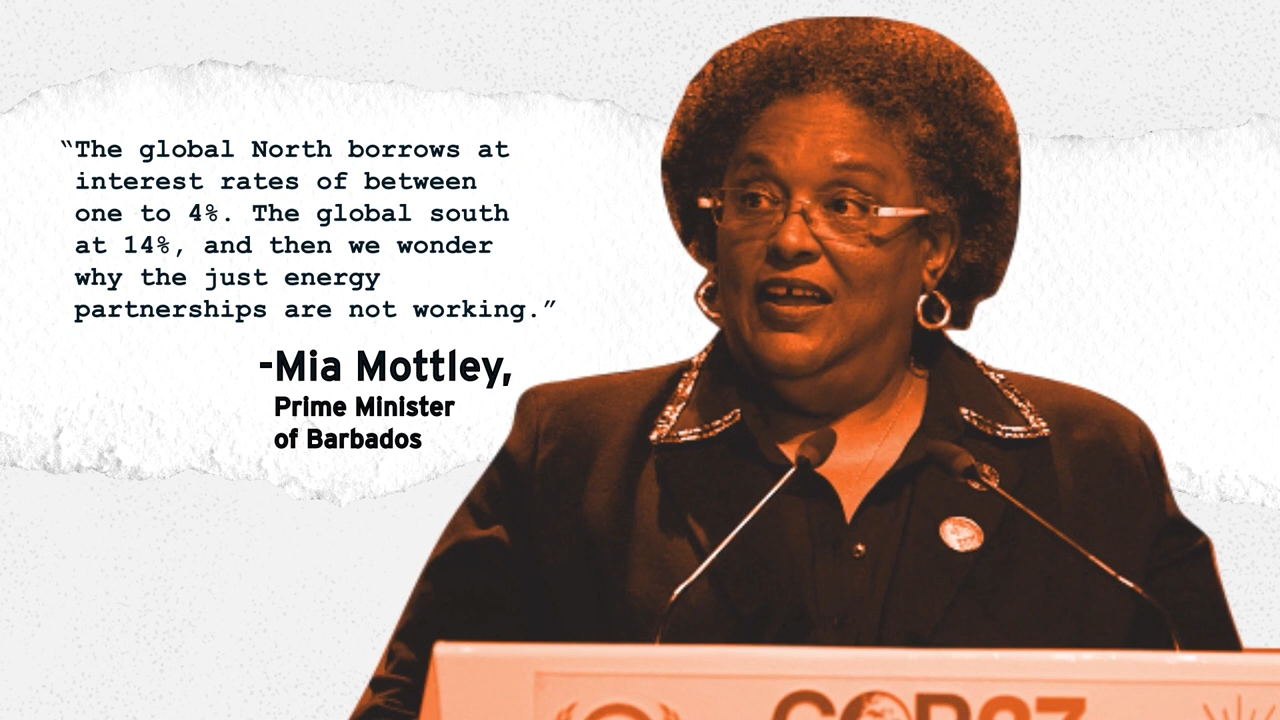 “The global North borrows at
interest rates of between
one to 4%. The global south
at 14%, and then we wonder
why the just energy
partnerships are not working.”
-Mia Mottley,
Prime Minister
of Barbados
COP27